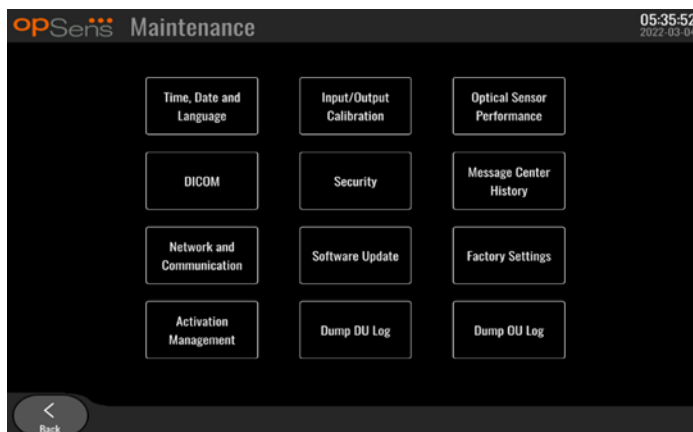 opSens Maintenance
05:35:52
2022-03-04
Time, Date and
Language
Input/Output
Calibration
Optical Sensor
Performance
DICOM
Security
Message Center
History
Network and
Communication
Software Update
Factory Settings
Activation
Management
Dump DU Log
Dump OU Log
Back